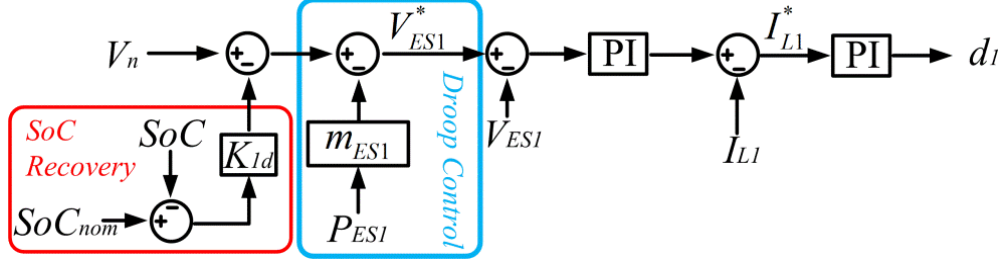 V*ES1
I*L1
Vn
PI
PI
d1
SoC
Recovery
SoC
K1d
mES1
VES1
IL1
SoCnom
PES1
Droop Control